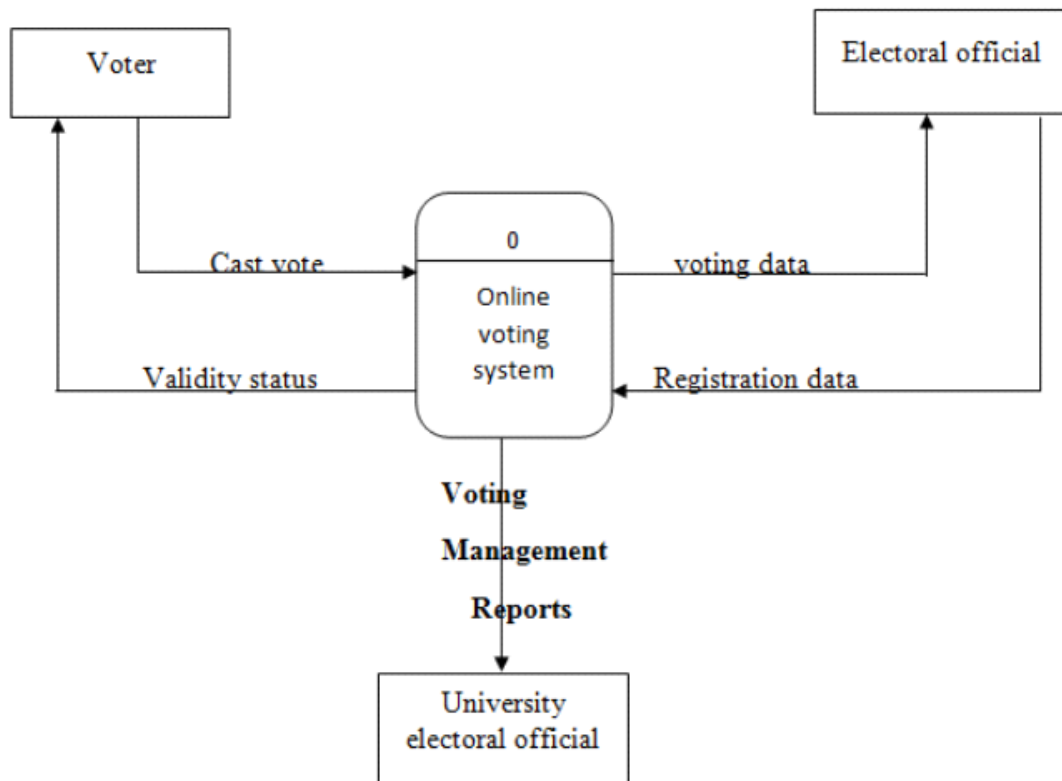 Voter
Electoral official
0
Cast vote
voting data
Online
voting
system
Validity status
Registration data
Voting
Management
Reports
University
electoral official